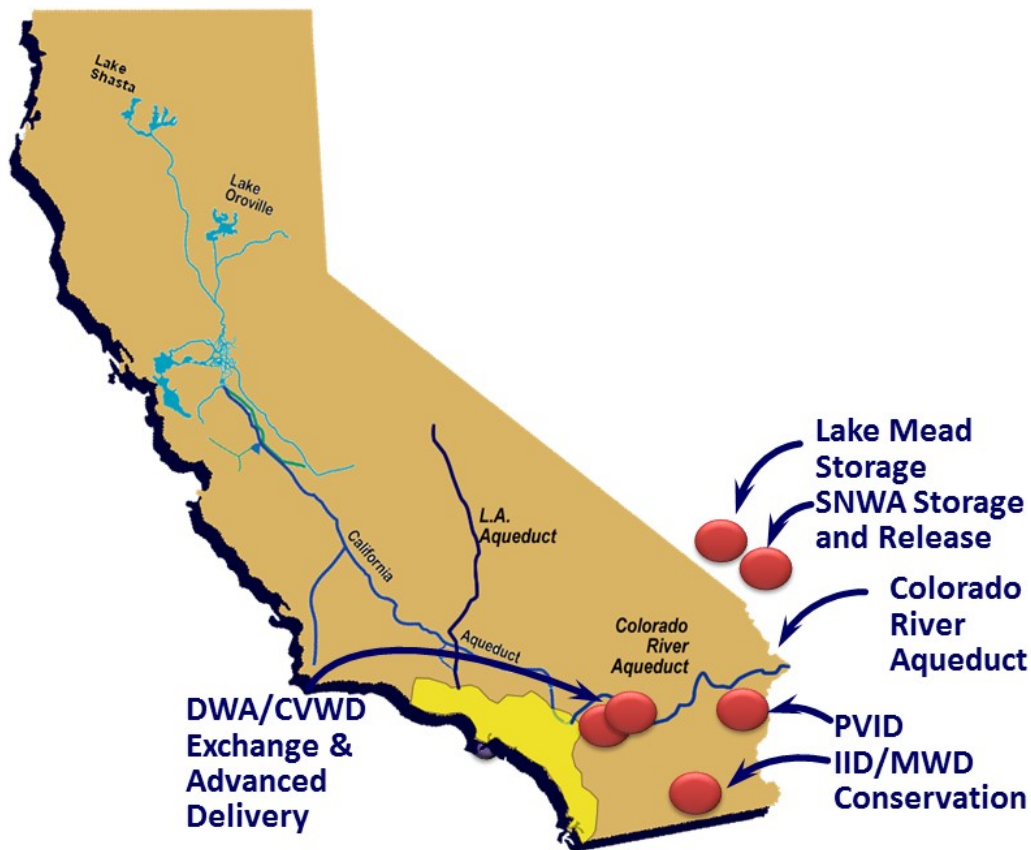 Lake
Shasta
Lake
Oroville
Lake Mead
Storage
SNWA Storage
and Release
L.A.
Aqueduct
California
Aqueduct
Colorado
River
Aqueduct
Colorado
River
Aqueduct
DWA/CVWD
Exchange &
Advanced
Delivery
PVID
IID/MWD
Conservation